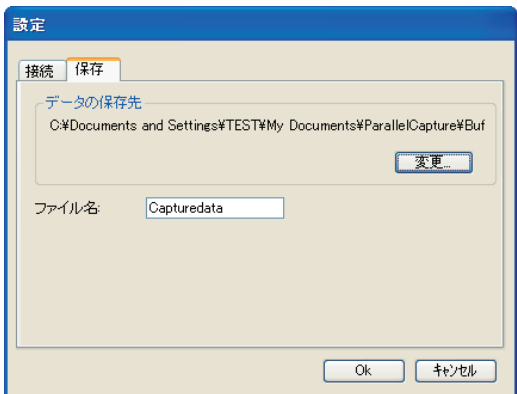 設定
接続 保存
データの保存先
C:¥Documents and Settings¥TEST¥My Documents¥ParallelCapture¥Buf
変更...
ファイル名: Capturedata
Ok キャンセル